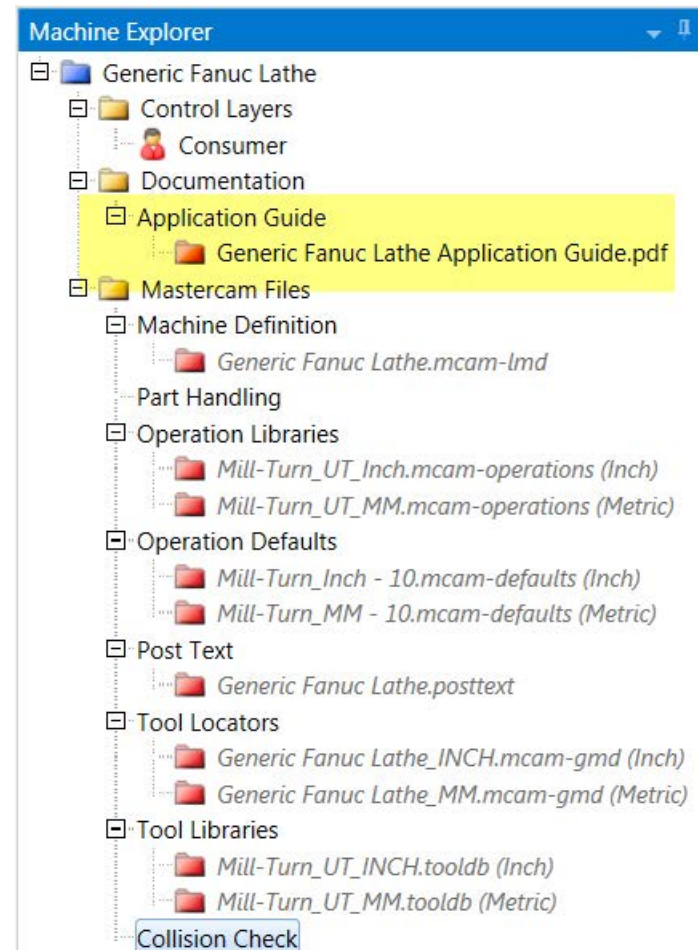 Machine Explorer
Generic Fanuc Lathe
Control Layers
Consumer
Documentation
Application Guide
Generic Fanuc Lathe Application Guide.pdf
Mastercam Files
Machine Definition
Generic Fanuc Lathe.mcam-lmd
Part Handling
Operation Libraries
Mill-Turn_UT_Inch.mcam-operations (Inch)
Mill-Turn_UT_MM.mcam-operations (Metric)
Operation Defaults
Mill-Turn_Inch - 10.mcam-defaults (Inch)
Mill-Turn_MM - 10.mcam-defaults (Metric)
Post Text
Generic Fanuc Lathe.posttext
Tool Locators
Generic Fanuc Lathe_INCH.mcam-gmd (Inch)
Generic Fanuc Lathe_MM.mcam-gmd (Metric)
Tool Libraries
Mill-Turn_UT_INCH.tooldb (Inch)
Mill-Turn_UT_MM.tooldb (Metric)
Collision Check